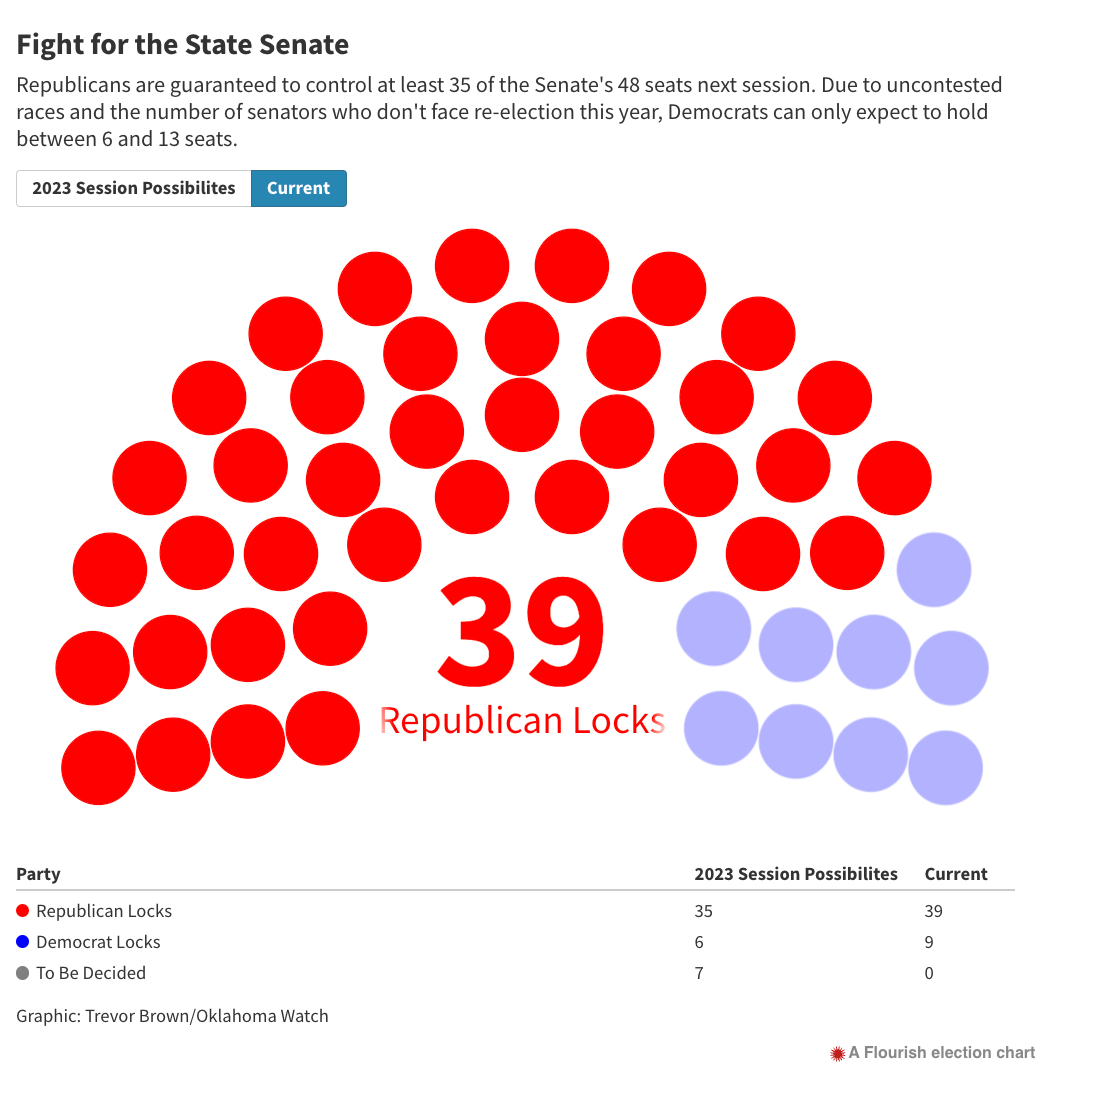 Fight for the State Senate
Republicans are guaranteed to control at least 35 of the Senate's 48 seats next session. Due to uncontested
races and the number of senators who don't face re-election this year, Democrats can only expect to hold
between 6 and 13 seats.
2023 Session Possibilites Current
39
Republican Locks
Party 2023 Session Possibilites Current
Republican Locks 35 39
Democrat Locks 6 9
To Be Decided 7 0
Graphic: Trevor Brown/Oklahoma Watch
A Flourish election chart